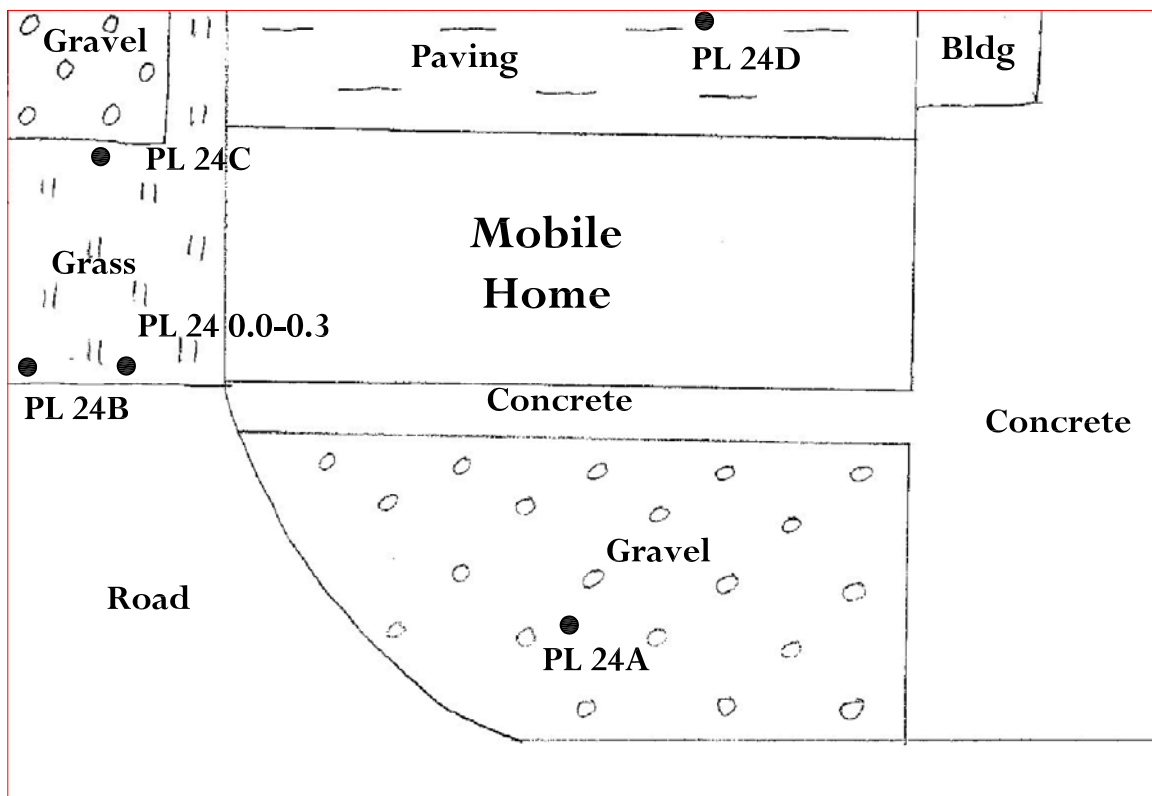 Gravel
Paving
PL 24D
Bldg
PL 24C
Mobile
Home
Grass
PL 24 0.0-0.3
PL 24B
Concrete
Concrete
Gravel
Road
PL 24A